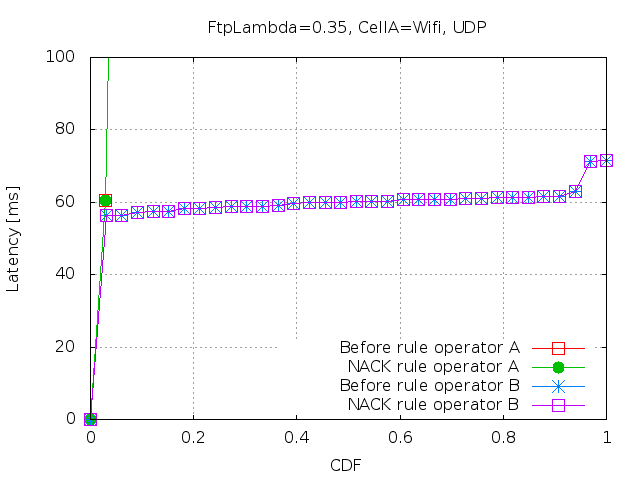 FtpLambda=0.35, CellA=Wifi, UDP
100
80
60
40
20
0
Latency [ms]
Before rule operator A
NACK rule operator A
Before rule operator B
NACK rule operator B
0 0.2 0.4 0.6 0.8 1
CDF